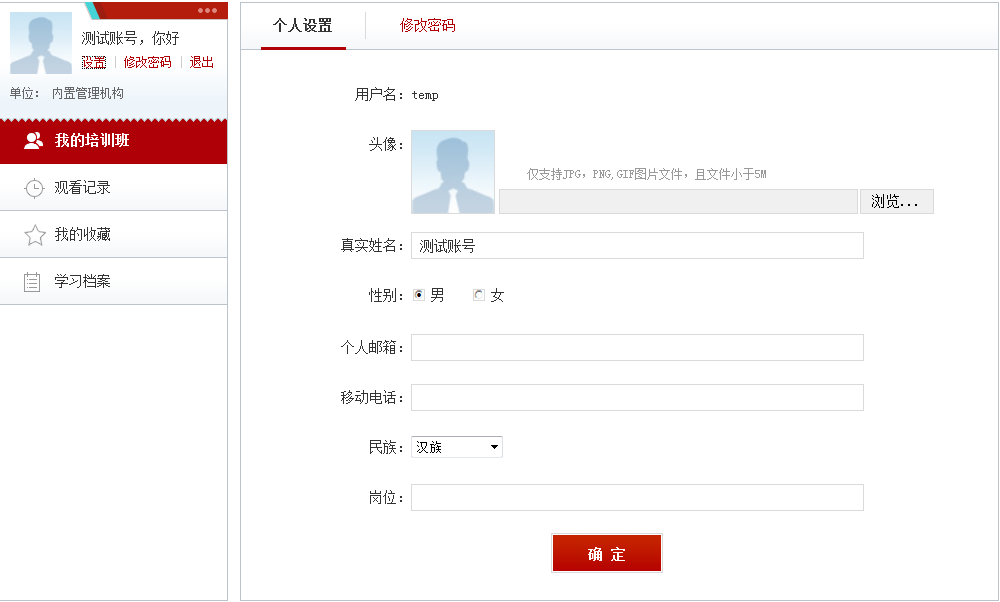 测试账号，你好
设置 修改密码 退出
单位： 内置管理机构
我的培训班
观看记录
我的收藏
学习档案
个人设置 修改密码
用户名：temp
头像：
仅支持JPG，PNG,GIF图片文件，且文件小于5M
浏览...
真实姓名：测试账号
性别：男 女
个人邮箱：
移动电话：
民族：汉族
岗位：
确 定